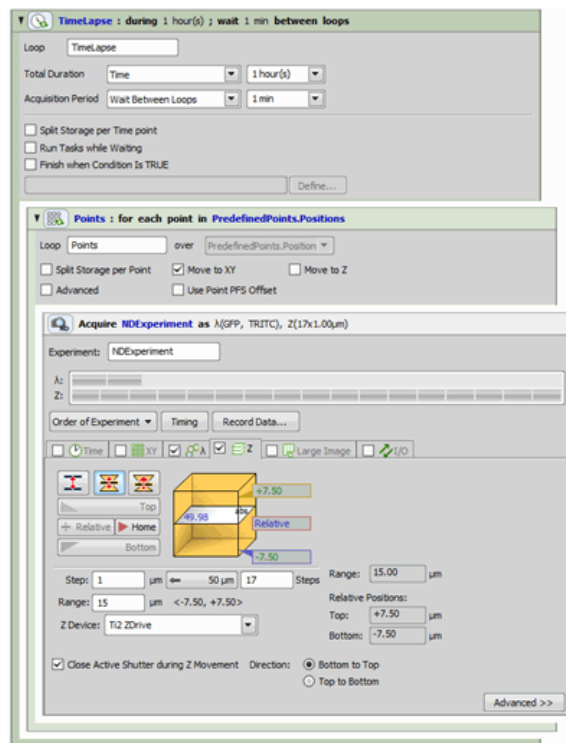 TimeLapse : during 1 hour(s) ; wait 1 min between loops
Loop TimeLapse
Total Duration Time 1 hour(s)
Acquisition Period Wait Between Loops 1 min
Split Storage per Time point
Run Tasks while Waiting
Finish when Condition Is TRUE
Define...
Points : for each point in PredefinedPoints.Positions
Loop Points over PredefinedPoints.Position
Split Storage per Point Move to XY Move to Z
Advanced Use Point PFS Offset
Acquire NDExperiment as λ(GFP, TRITC), Z(17x1.00μm)
Experiment: NDExperiment
λ:
Z:
Order of Experiment Timing Record Data...
Time XY λ Z Large Image I/O
Top
Relative Home
Bottom
+7.50
49.98 abs
Relative
-7.50
Step: 1 μm 50 μm 17 Steps
Range: 15 μm <-7.50, +7.50>
Z Device: Ti2 ZDrive
Range: 15.00 μm
Relative Positions:
Top: +7.50 μm
Bottom: -7.50 μm
Close Active Shutter during Z Movement Direction: Bottom to Top
Top to Bottom
Advanced >>